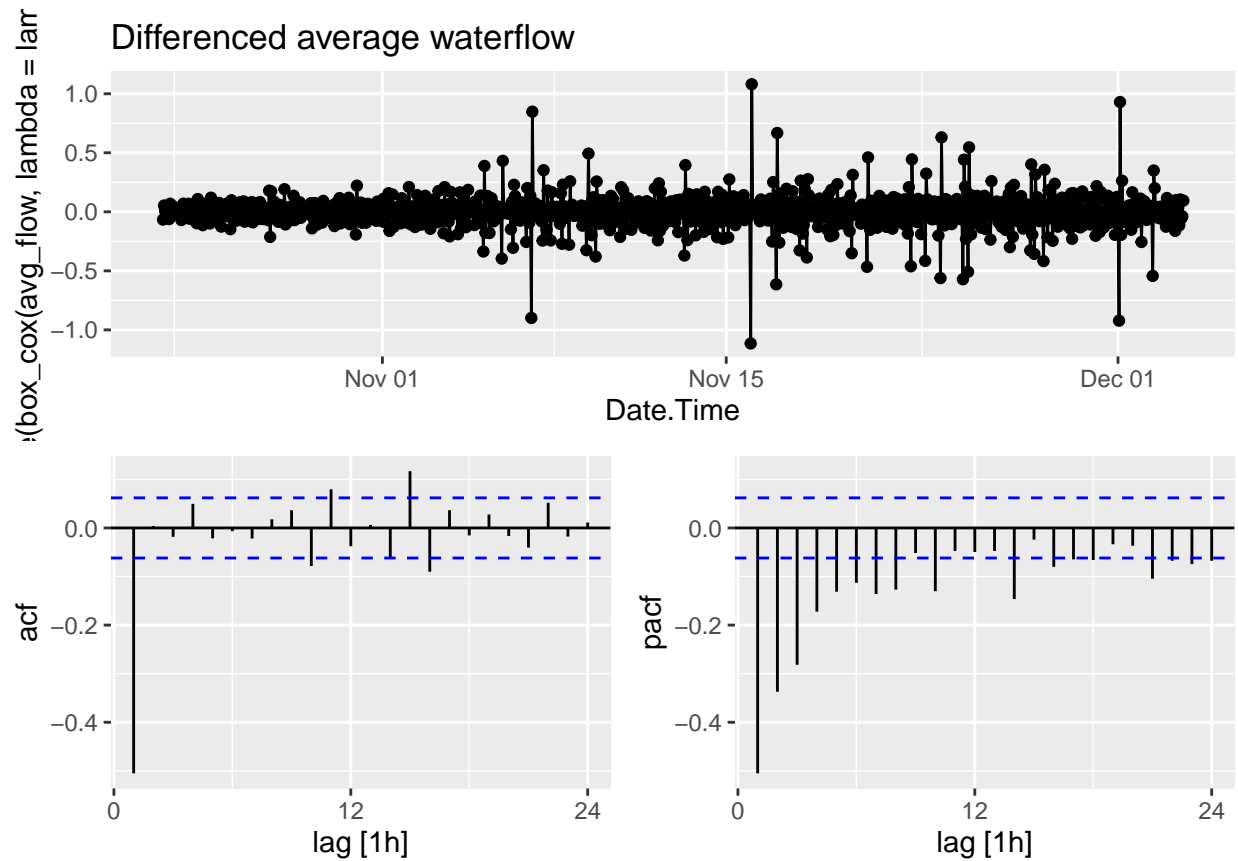 Differenced average waterflow
(box_cox(avg_flow, lambda =
1.0
0.5
0.0
−0.5
−1.0
Nov 01
Nov 15
Dec 01
Date.Time
acf
0.0
−0.2
−0.4
0
12
24
lag [1h]
pacf
0.0
−0.2
−0.4
0
12
24
lag [1h]